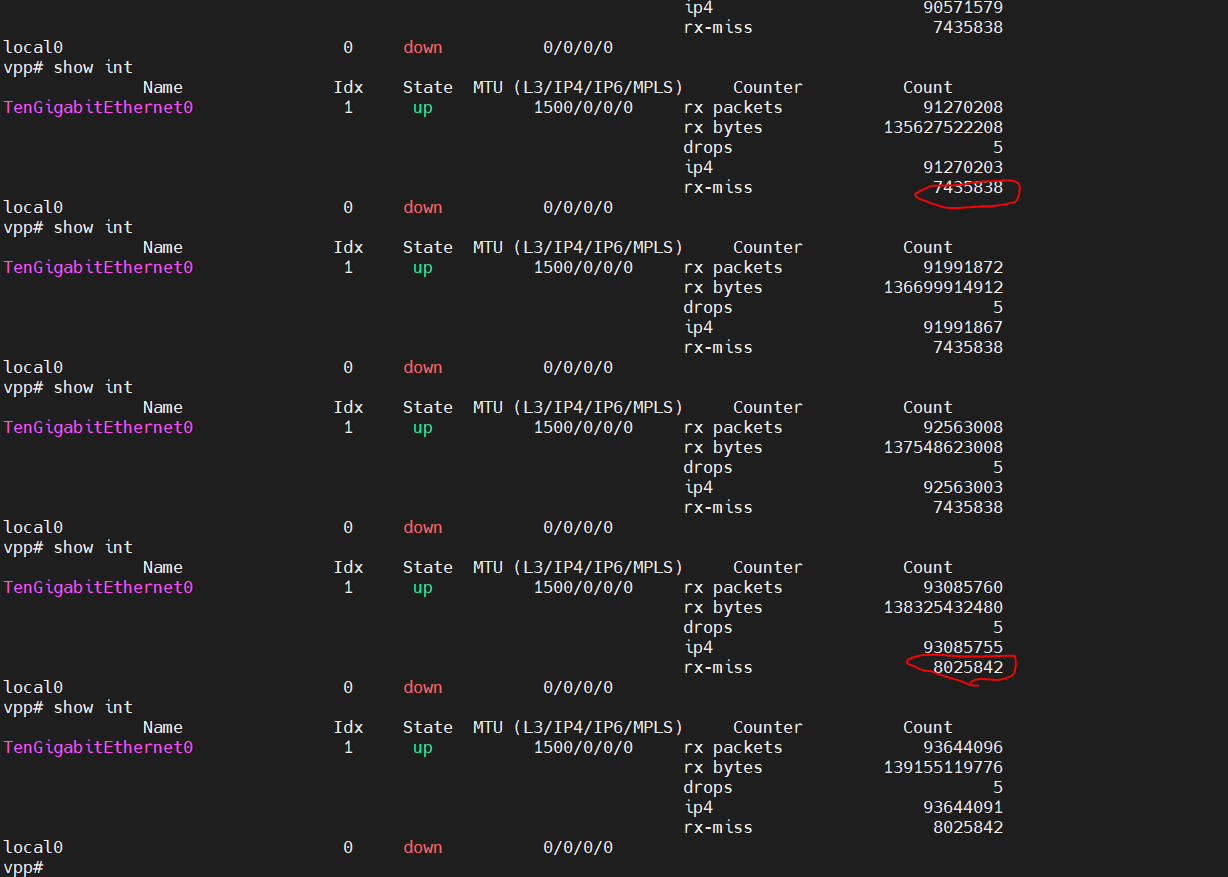 ip4 90571579
rx-miss 7435838
local0 0 down 0/0/0/0
vpp# show int
Name Idx State MTU (L3/IP4/IP6/MPLS) Counter Count
TenGigabitEthernet0 1 up 1500/0/0/0 rx packets 91270208
rx bytes 135627522208
drops 5
ip4 91270203
rx-miss 7435838
local0 0 down 0/0/0/0
vpp# show int
Name Idx State MTU (L3/IP4/IP6/MPLS) Counter Count
TenGigabitEthernet0 1 up 1500/0/0/0 rx packets 91991872
rx bytes 136699914912
drops 5
ip4 91991867
rx-miss 7435838
local0 0 down 0/0/0/0
vpp# show int
Name Idx State MTU (L3/IP4/IP6/MPLS) Counter Count
TenGigabitEthernet0 1 up 1500/0/0/0 rx packets 92563008
rx bytes 137548623008
drops 5
ip4 92563003
rx-miss 7435838
local0 0 down 0/0/0/0
vpp# show int
Name Idx State MTU (L3/IP4/IP6/MPLS) Counter Count
TenGigabitEthernet0 1 up 1500/0/0/0 rx packets 93085760
rx bytes 138325432480
drops 5
ip4 93085755
rx-miss 8025842
local0 0 down 0/0/0/0
vpp# show int
Name Idx State MTU (L3/IP4/IP6/MPLS) Counter Count
TenGigabitEthernet0 1 up 1500/0/0/0 rx packets 93644096
rx bytes 139155119776
drops 5
ip4 93644091
rx-miss 8025842
local0 0 down 0/0/0/0
vpp#